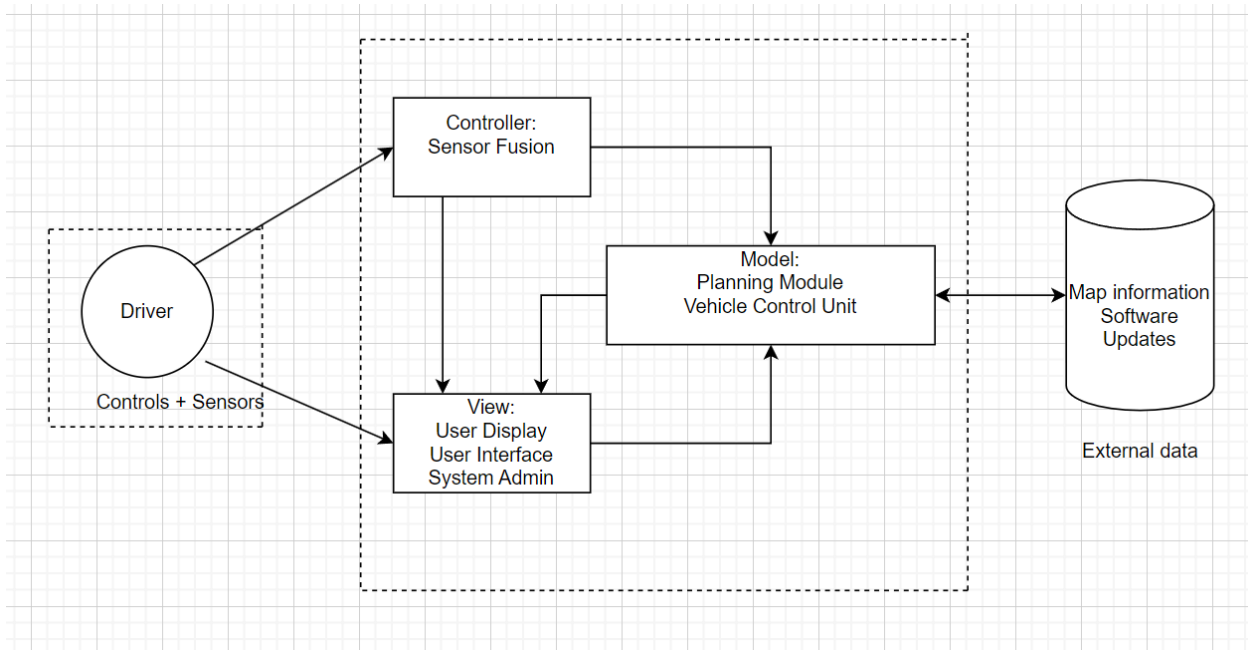 Controller:
Sensor Fusion
Driver
Controls + Sensors
Model:
Planning Module
Vehicle Control Unit
View:
User Display
User Interface
System Admin
Map information
Software
Updates
External data